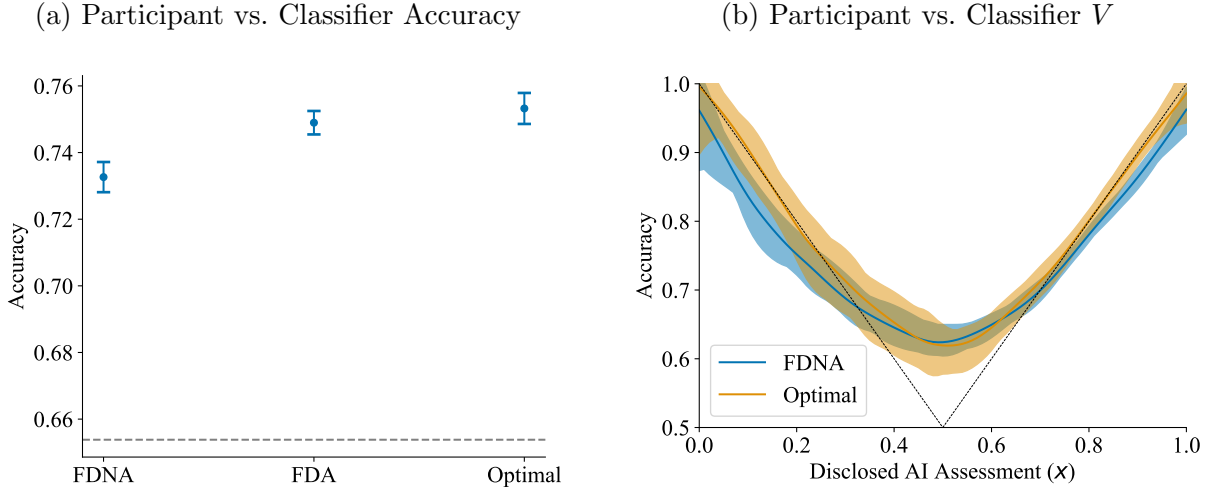 (a) Participant vs. Classifier Accuracy
0.76
0.74
0.72
0.70
0.68
0.66
Accuracy
FDNA FDA Optimal
(b) Participant vs. Classifier V
1.0
0.9
0.8
0.7
0.6
0.5
Accuracy
FDNA
Optimal
0.0 0.2 0.4 0.6 0.8 1.0
Disclosed AI Assessment (x)